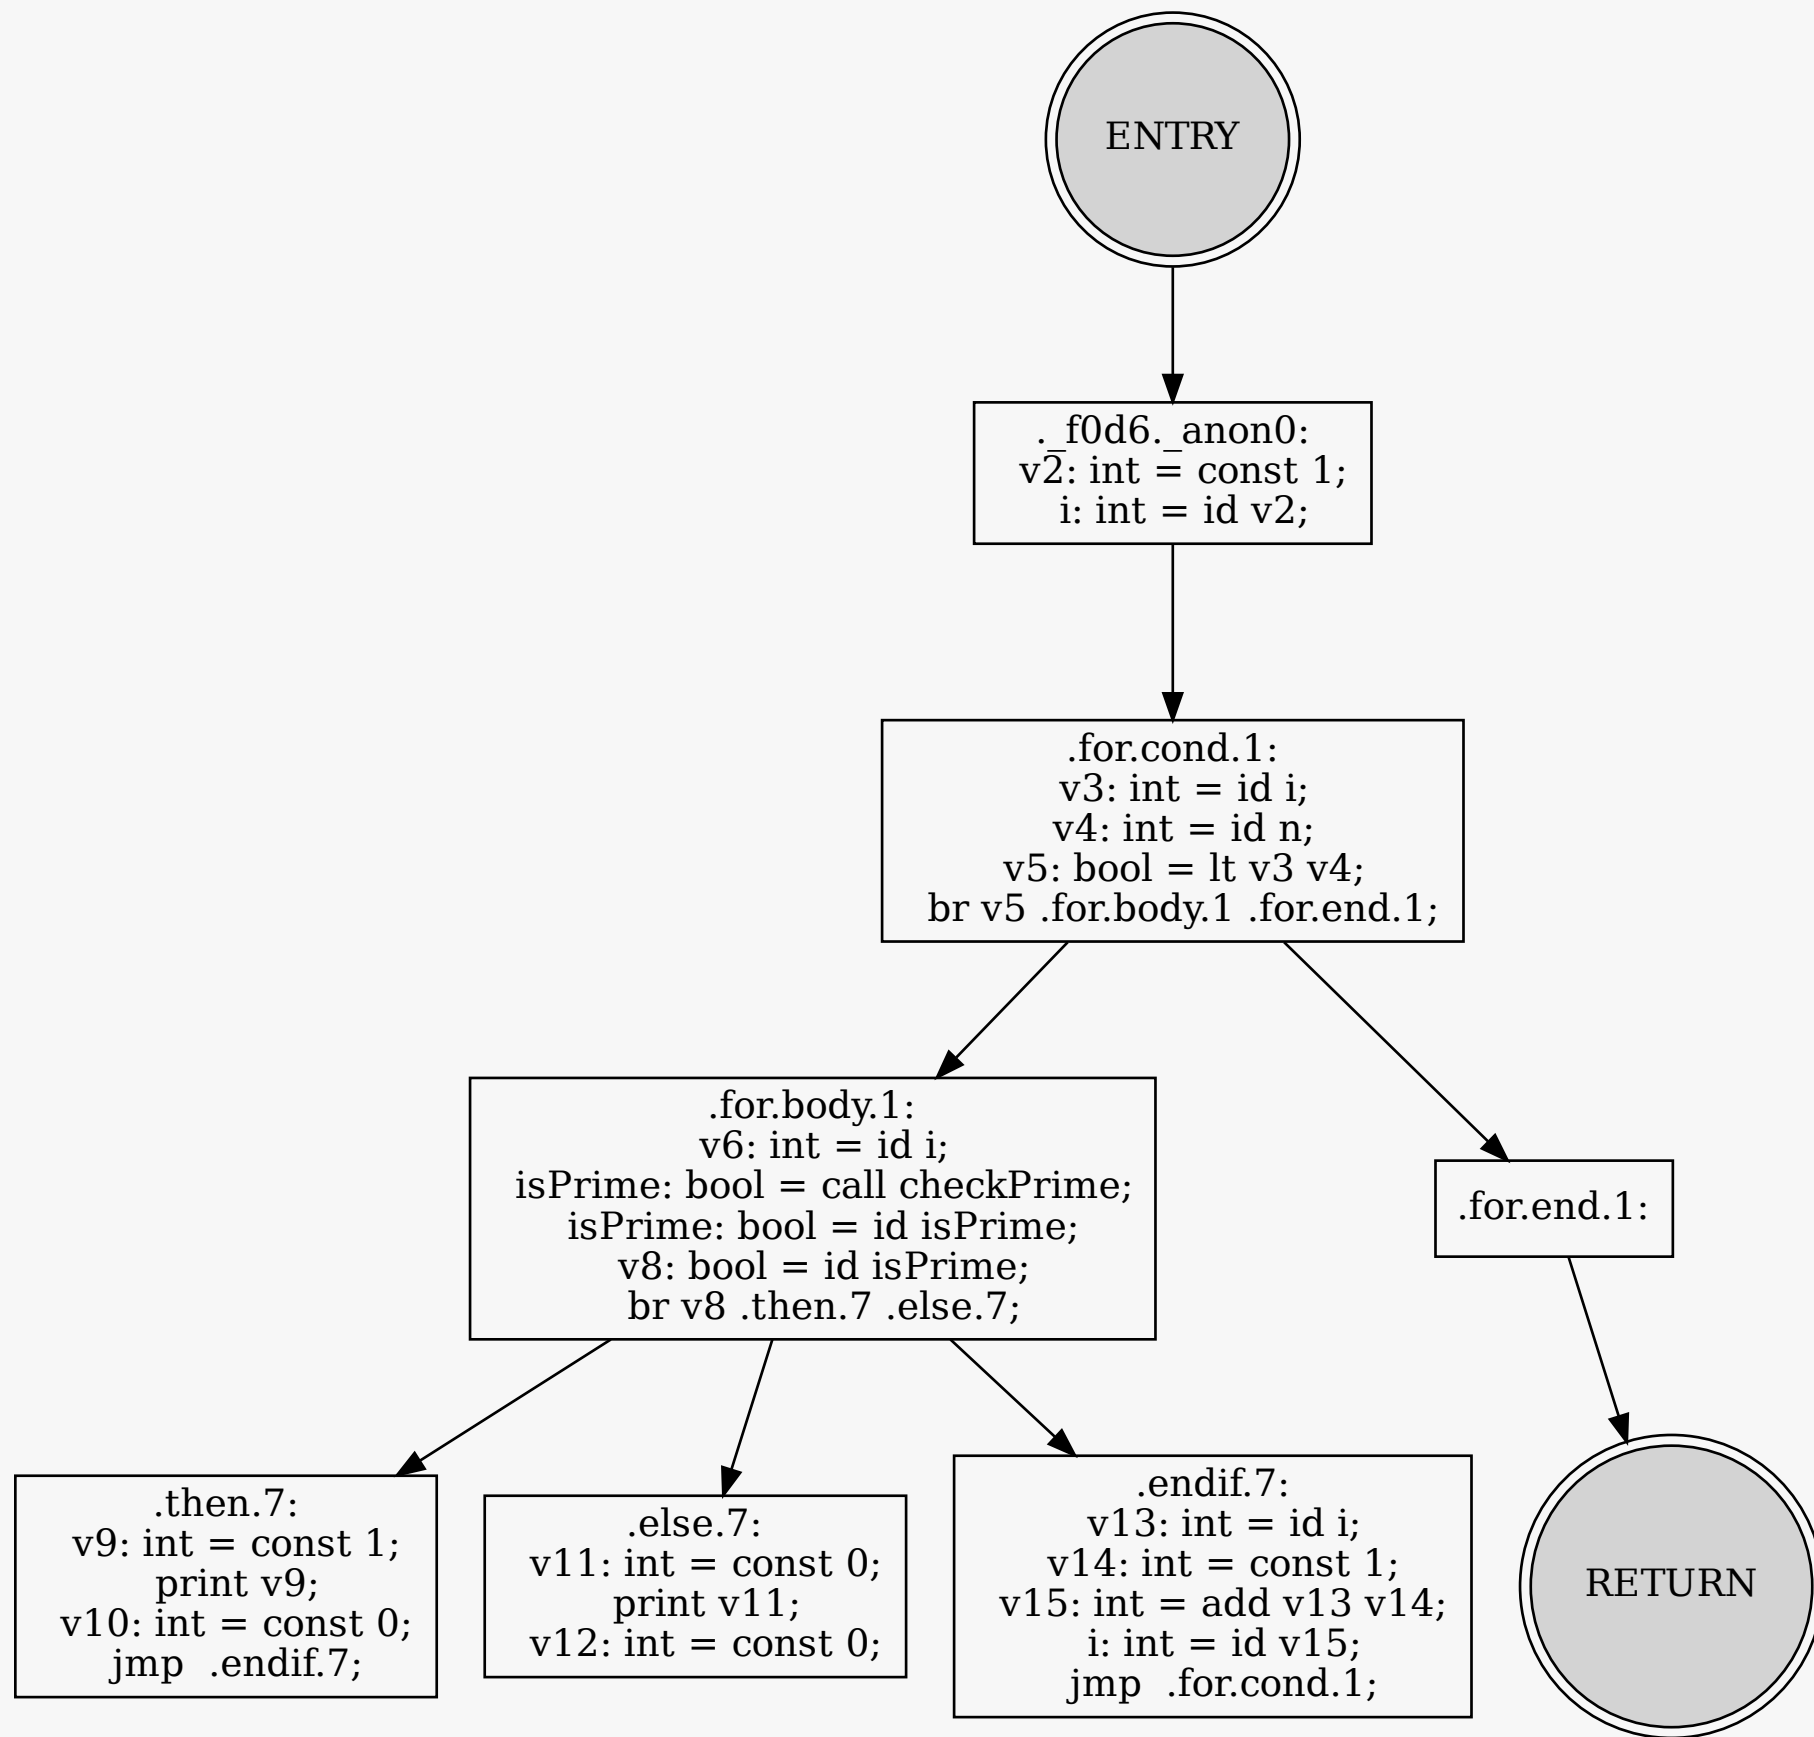 ENTRY
._f0d6._anon0:
v2: int = const 1;
i: int = id v2;
.for.cond.1:
v3: int = id i;
v4: int = id n;
v5: bool = lt v3 v4;
br v5 .for.body.1 .for.end.1;
.for.body.1:
v6: int = id i;
isPrime: bool = call checkPrime;
isPrime: bool = id isPrime;
v8: bool = id isPrime;
br v8 .then.7 .else.7;
.for.end.1:
.then.7:
v9: int = const 1;
print v9;
v10: int = const 0;
jmp  .endif.7;
.else.7:
v11: int = const 0;
print v11;
v12: int = const 0;
.endif.7:
v13: int = id i;
v14: int = const 1;
v15: int = add v13 v14;
i: int = id v15;
jmp  .for.cond.1;
RETURN